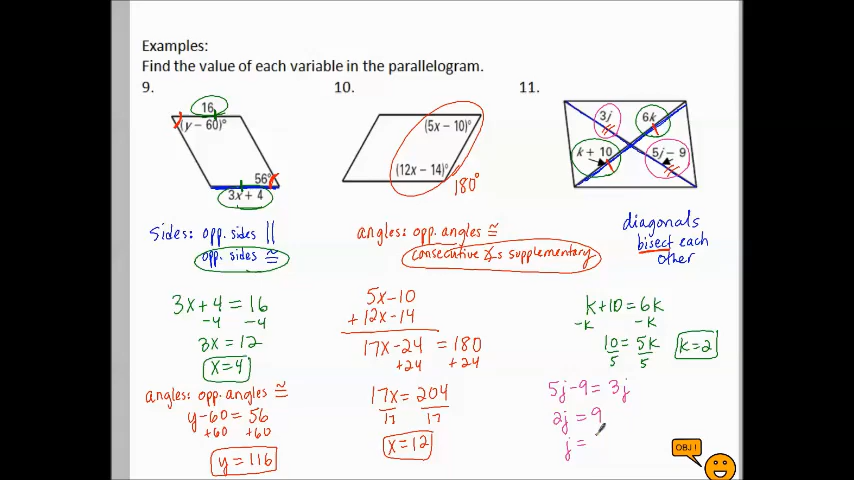 Examples:
Find the value of each variable in the parallelogram.
9.
16
(y − 60)°
56°
3x + 4
Sides: opp. sides ||
opp. sides ≅
3x + 4 = 16
−4 −4
3x = 12
x = 4
angles: opp. angles ≅
y − 60 = 56
+60 +60
y = 116
10.
(5x − 10)°
(12x − 14)°
180°
angles: opp. angles ≅
consecutive ∡s supplementary
5x − 10
+ 12x − 14
17x − 24 = 180
+24 +24
17x = 204
17 17
x = 12
11.
3j 6k
k + 10 5j − 9
diagonals
bisect each
other
k + 10 = 6k
−k −k
10 = 5k
5 5
k = 2
5j − 9 = 3j
2j = 9
j =
OBJ !